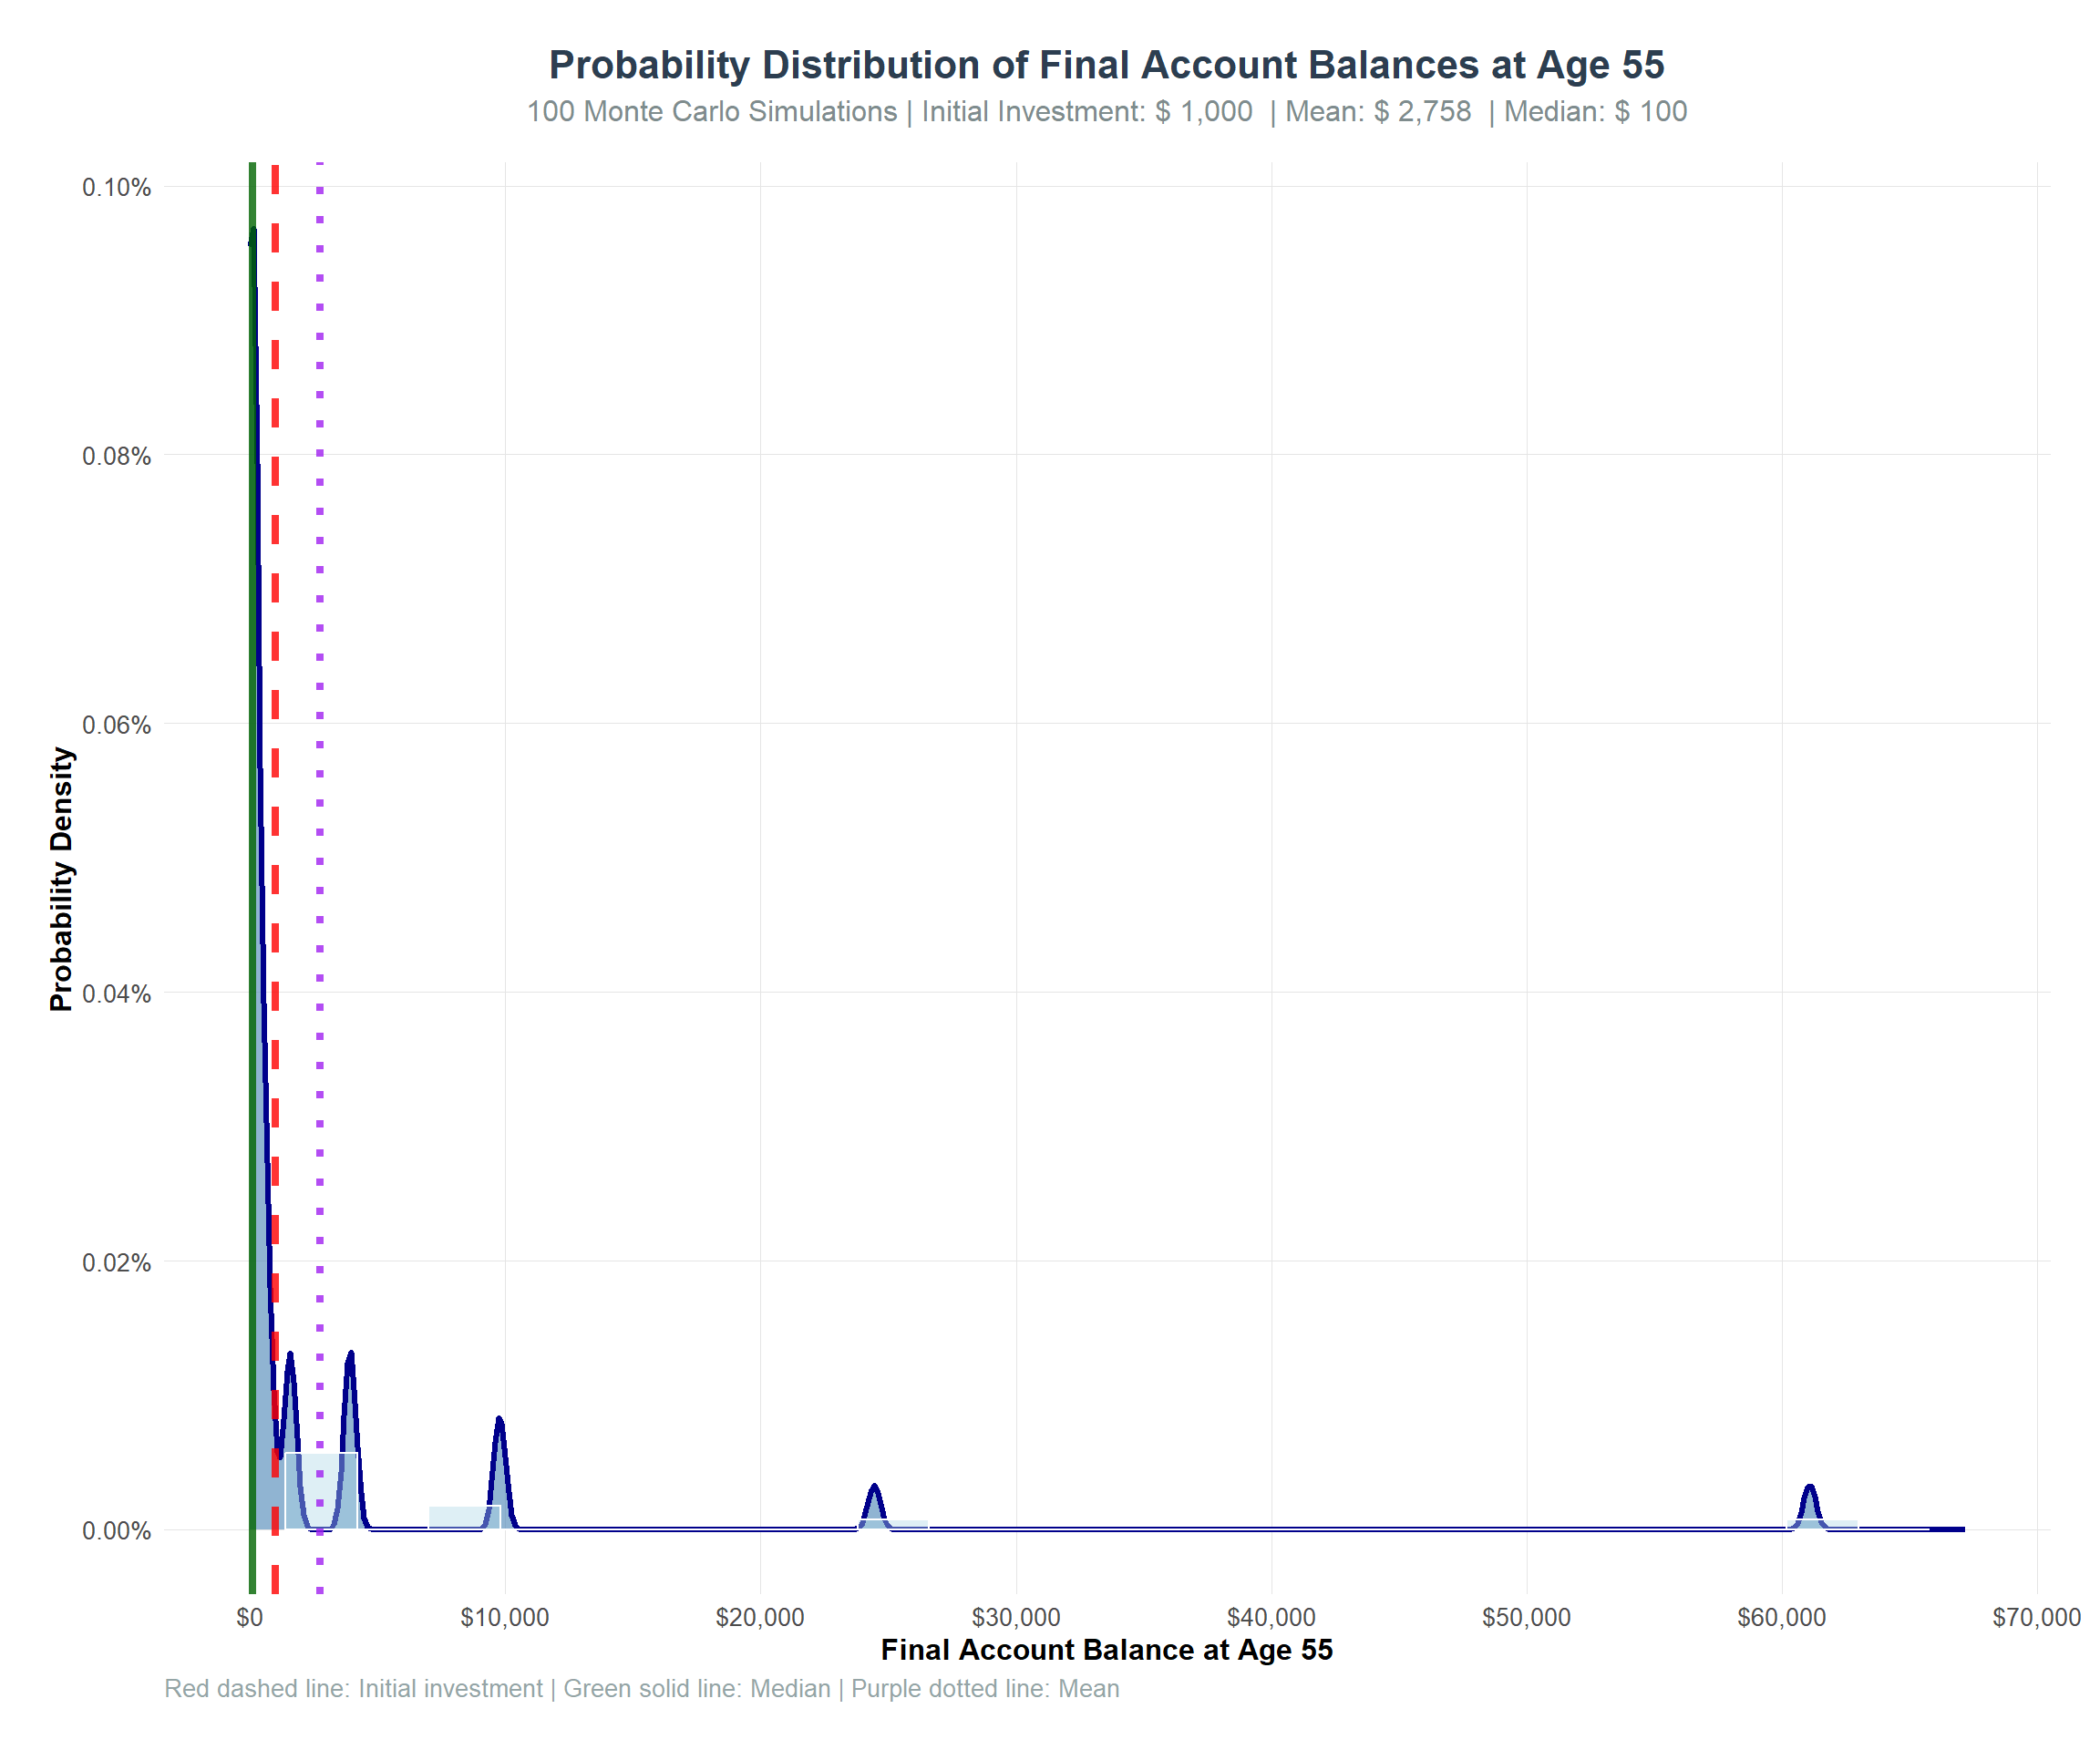 Probability Distribution of Final Account Balances at Age 55
100 Monte Carlo Simulations | Initial Investment: $ 1,000  | Mean: $ 2,758  | Median: $ 100
Probability Density
0.10%
0.08%
0.06%
0.04%
0.02%
0.00%
$0 $10,000 $20,000 $30,000 $40,000 $50,000 $60,000 $70,000
Final Account Balance at Age 55
Red dashed line: Initial investment | Green solid line: Median | Purple dotted line: Mean